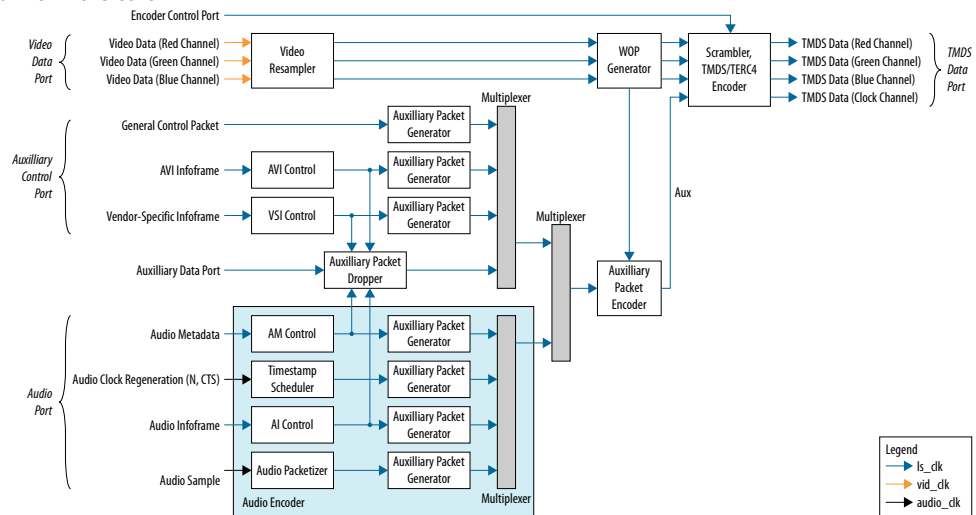 Encoder Control Port
Video
Data
Port
Video Data (Red Channel)
Video Data (Green Channel)
Video Data (Blue Channel)
Video
Resampler
WOP
Generator
Scrambler,
TMDS/TERC4
Encoder
TMDS Data (Red Channel)
TMDS Data (Green Channel)
TMDS Data (Blue Channel)
TMDS Data (Clock Channel)
TMDS
Data
Port
Multiplexer
Auxilliary
Control
Port
General Control Packet
Auxilliary Packet
Generator
AVI Infoframe
AVI Control
Auxilliary Packet
Generator
Vendor-Specific Infoframe
VSI Control
Auxilliary Packet
Generator
Auxilliary Data Port
Auxilliary Packet
Dropper
Multiplexer
Aux
Auxilliary
Packet
Encoder
Audio
Port
Audio Metadata
AM Control
Auxilliary Packet
Generator
Audio Clock Regeneration (N, CTS)
Timestamp
Scheduler
Auxilliary Packet
Generator
Audio Infoframe
AI Control
Auxilliary Packet
Generator
Audio Sample
Audio Packetizer
Auxilliary Packet
Generator
Audio Encoder
Multiplexer
Legend
ls_clk
vid_clk
audio_clk